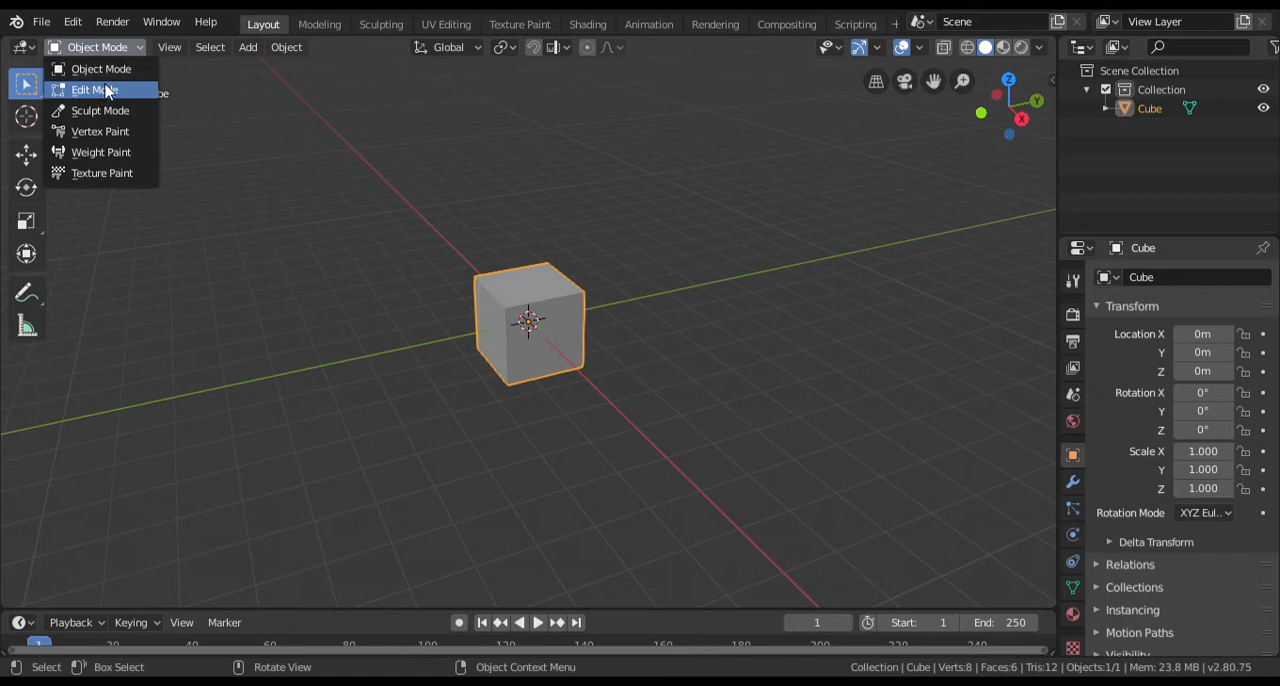 File Edit Render Window Help Layout Modeling Sculpting UV Editing Texture Paint Shading Animation Rendering Compositing Scripting + Scene View Layer
Object Mode View Select Add Object Global
Object Mode
Edit Mode
Sculpt Mode
Vertex Paint
Weight Paint
Texture Paint
Z
Y
X
Scene Collection
Collection
Cube
Cube
Cube
Transform
Location X 0m
Y 0m
Z 0m
Rotation X 0°
Y 0°
Z 0°
Scale X 1.000
Y 1.000
Z 1.000
Rotation Mode XYZ Eul..
Delta Transform
Relations
Collections
Instancing
Motion Paths
Visibility
Playback Keying View Marker 1 Start: 1 End: 250
1 20 40 80 100 120 140 160 180 200 220 240
Select Box Select Rotate View Object Context Menu Collection | Cube | Verts:8 | Faces:6 | Tris:12 | Objects:1/1 | Mem: 23.8 MB | v2.80.75